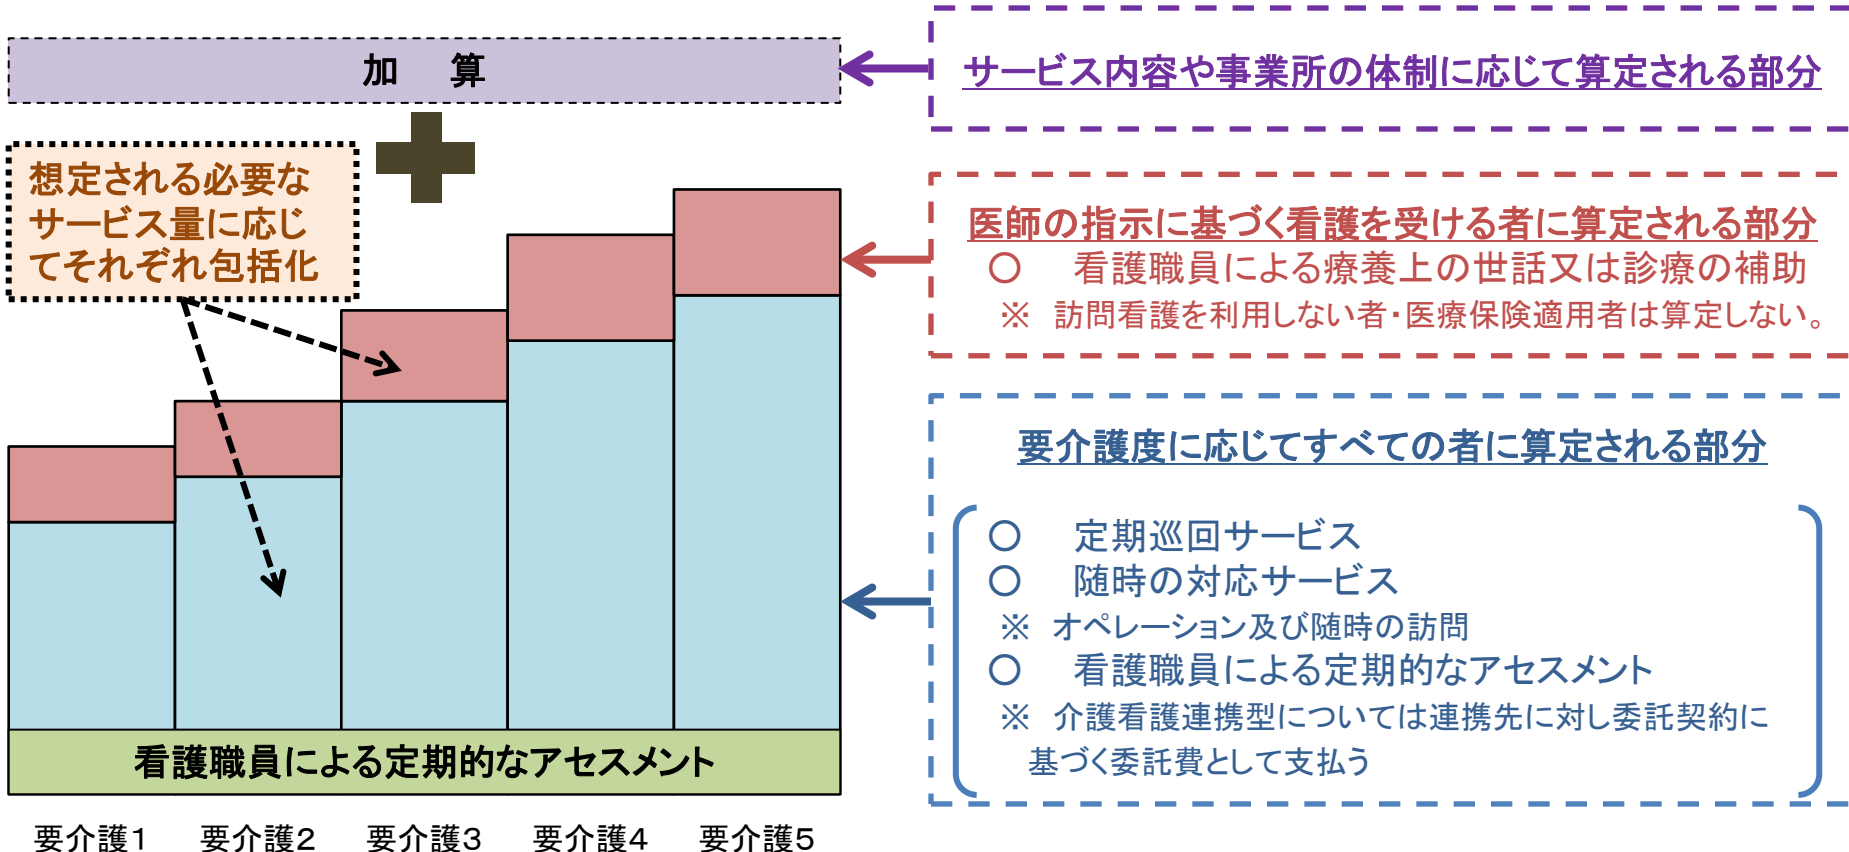 加　算
サービス内容や事業所の体制に応じて算定される部分
想定される必要な
サービス量に応じ
てそれぞれ包括化
医師の指示に基づく看護を受ける者に算定される部分
○　看護職員による療養上の世話又は診療の補助
※　訪問看護を利用しない者・医療保険適用者は算定しない。
要介護度に応じてすべての者に算定される部分
○　定期巡回サービス
○　随時の対応サービス
※　オペレーション及び随時の訪問
○　看護職員による定期的なアセスメント
※　介護看護連携型については連携先に対し委託契約に
基づく委託費として支払う
看護職員による定期的なアセスメント
要介護１　要介護２　要介護３　要介護４　要介護５